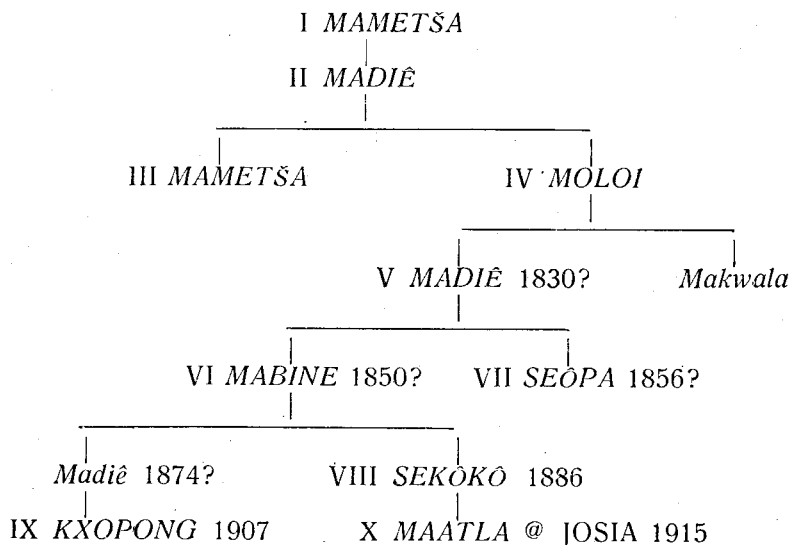 I MAMETŠA
II MADIÊ
III MAMETŠA IV MOLOI
V MADIÊ 1830? Makwala
VI MABINE 1850? VII SEÔPA 1856?
Madiê 1874? VIII SEKÔKÔ 1886
IX KXOPONG 1907 X MAATLA @ JOSIA 1915